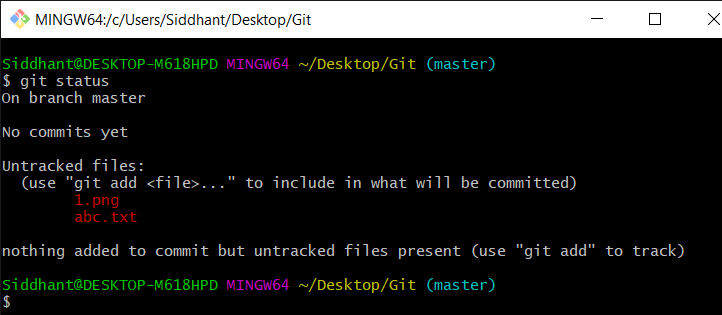 MINGW64:/c/Users/Siddhant/Desktop/Git
Siddhant@DESKTOP-M618HPD MINGW64 ~/Desktop/Git (master)
$ git status
On branch master
No commits yet
Untracked files:
(use "git add <file>..." to include in what will be committed)
1.png
abc.txt
nothing added to commit but untracked files present (use "git add" to track)
Siddhant@DESKTOP-M618HPD MINGW64 ~/Desktop/Git (master)
$